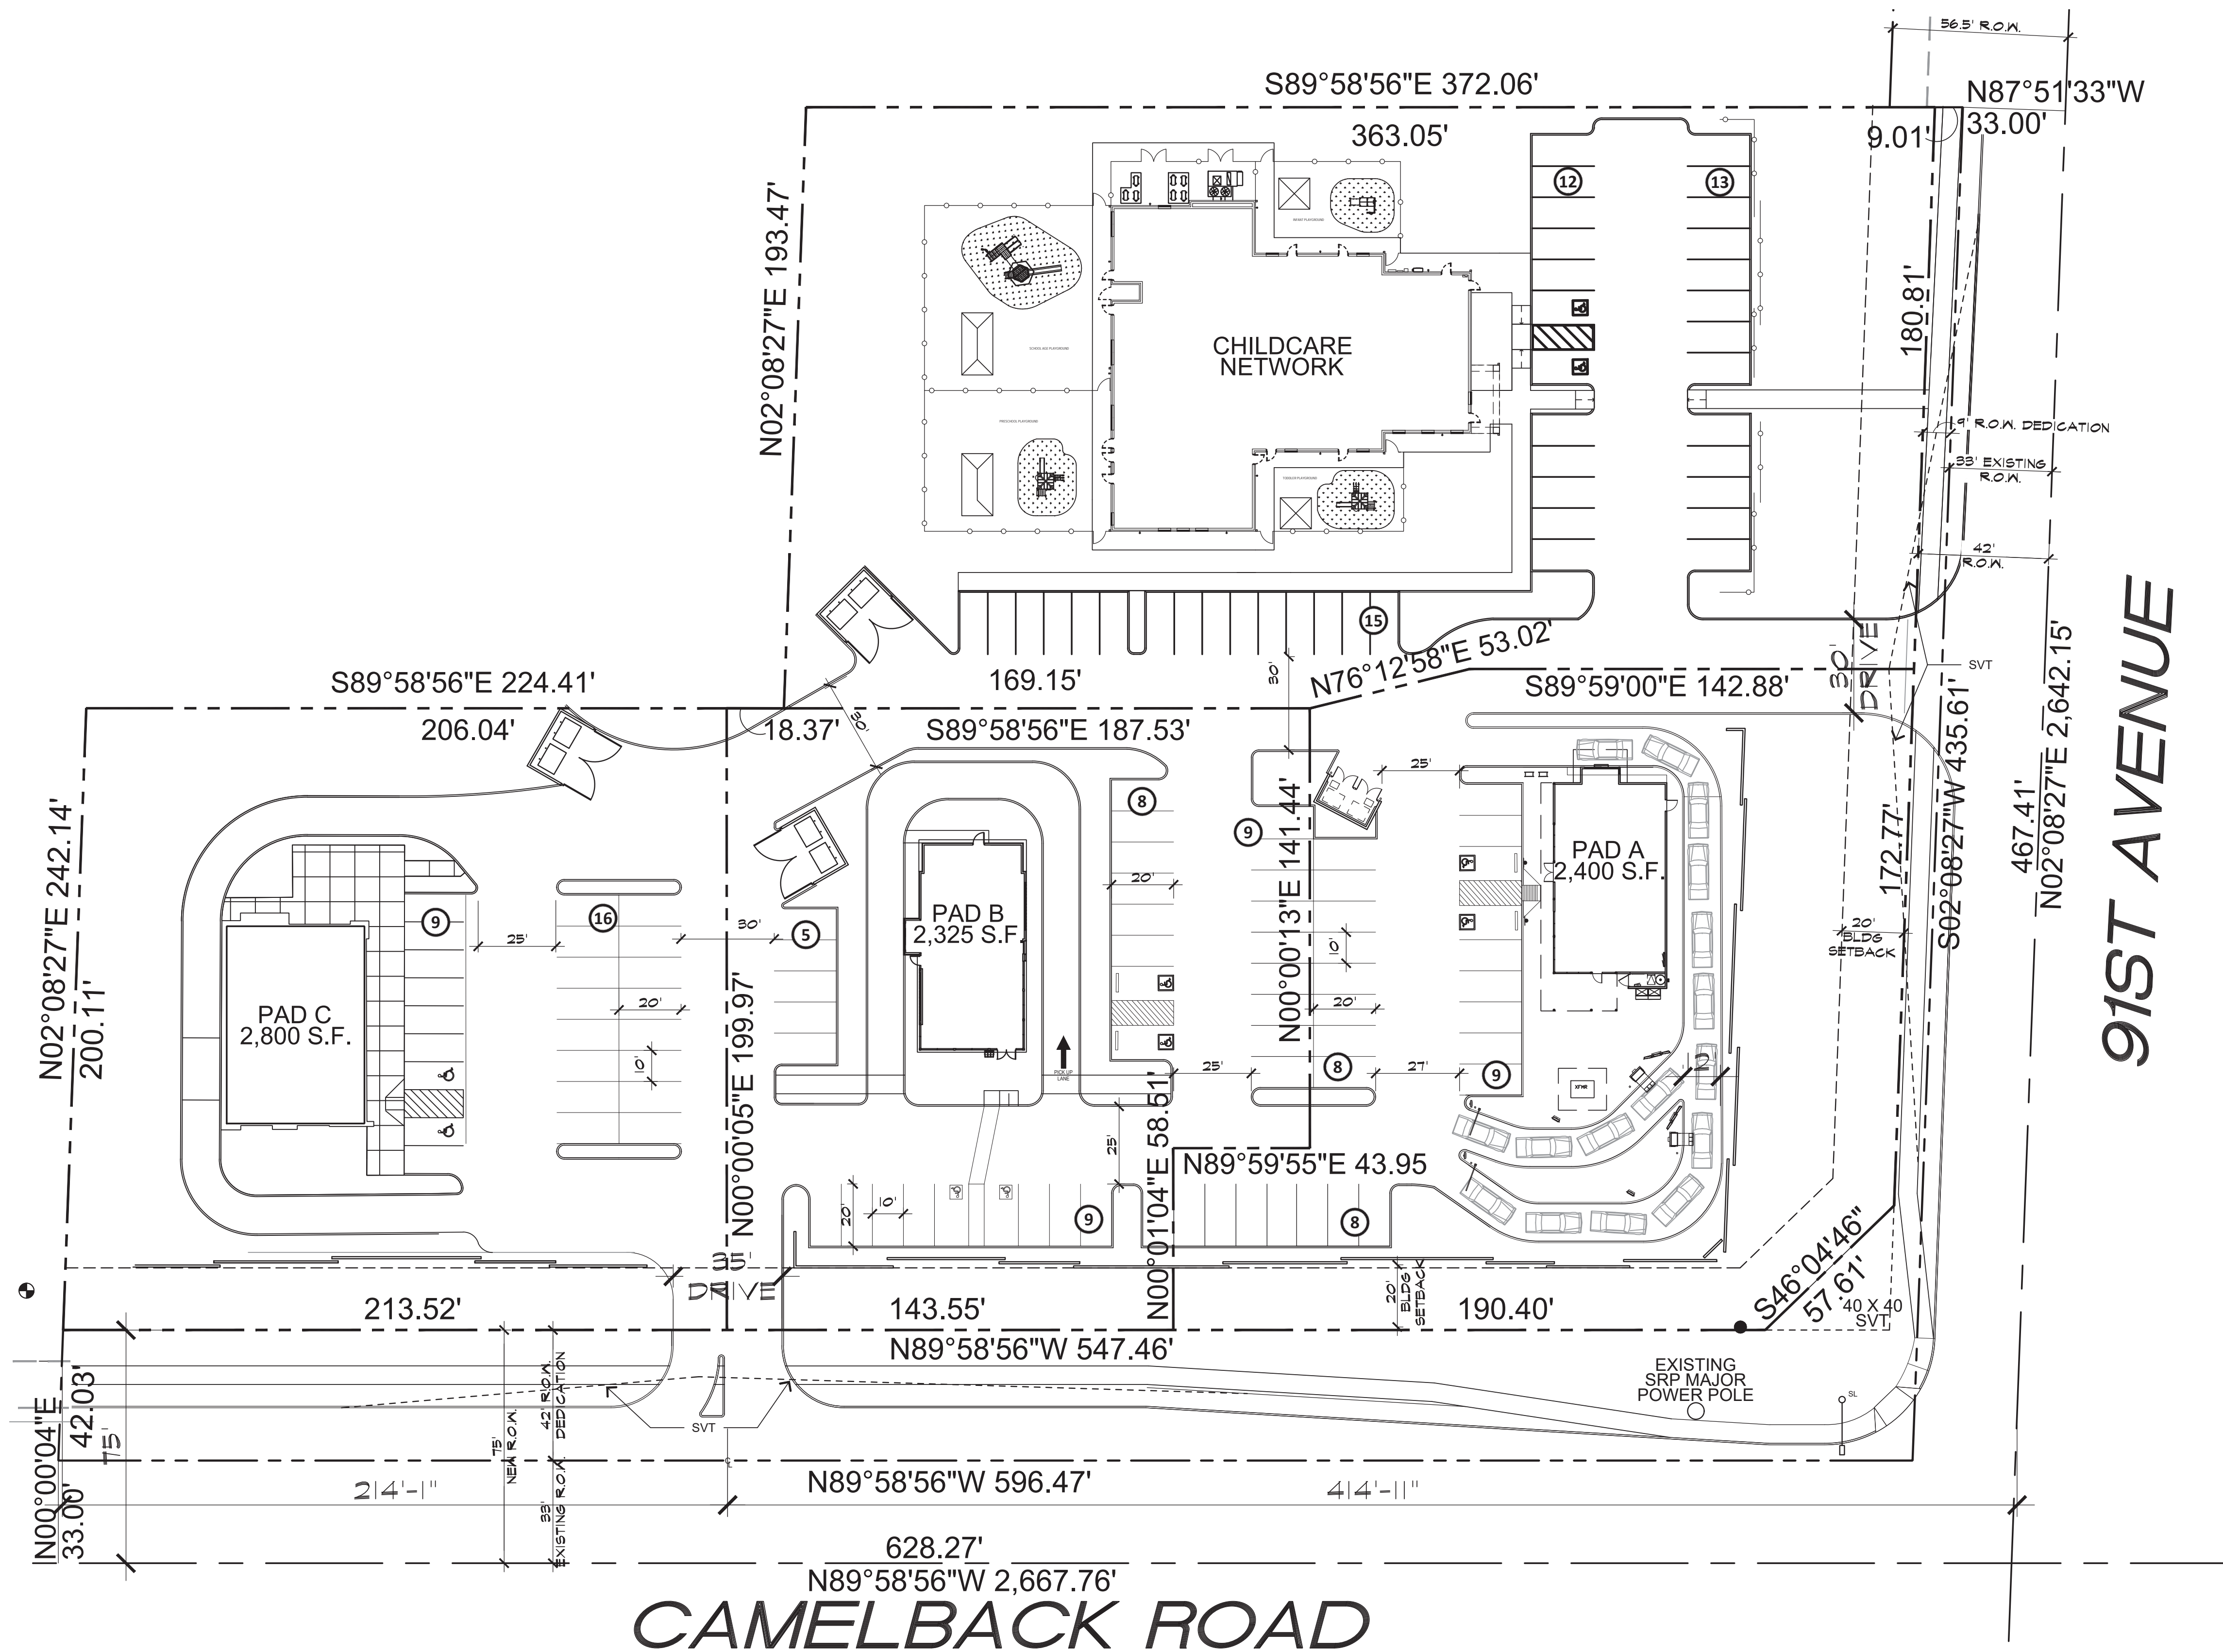 56.5' R.O.W.
S89°58'56"E 372.06'
N87°51'33"W
33.00'
363.05'
9.01'
12
13
N02°08'27"E 193.47'
INFANT PLAYGROUND
180.81'
SCHOOL AGE PLAYGROUND
CHILDCARE
NETWORK
PRESCHOOL PLAYGROUND
9' R.O.W. DEDICATION
33' EXISTING
R.O.W.
TODDLER PLAYGROUND
42'
R.O.W.
15
N76°12'58"E 53.02'
30'
30'
DRIVE
SVT
S89°58'56"E 224.41'
169.15'
S89°59'00"E 142.88'
206.04'
18.37'
30'
S89°58'56"E 187.53'
S02°08'27"W 435.61'
467.41'
N02°08'27"E 2,642.15'
91ST AVENUE
25'
8
9
N02°08'27"E 242.14'
200.11'
N00°00'13"E 141.44'
PAD A
2,400 S.F.
172.77'
20'
9
16
25'
30'
5
PAD B
2,325 S.F.
10'
20'
BLDG
SETBACK
20'
20'
PAD C
2,800 S.F.
10'
N00°00'05"E 199.97'
PICK UP
LANE
25'
8
27'
9
XFMR
12'
25'
N00°01'04"E 58.51'
N89°59'55"E 43.95
20'
10'
9
8
35'
DRIVE
20'
BLDG
SETBACK
S46°04'46"
57.61'
40 X 40
SVT
213.52'
143.55'
190.40'
N89°58'56"W 547.46'
EXISTING
SRP MAJOR
POWER POLE
SL
N00°00'04"E
42.03'
33.00'
75'
75'
NEW R.O.W.
42' R.O.W.
DEDICATION
33'
EXISTING R.O.W.
SVT
N89°58'56"W 596.47'
214'-1"
414'-11"
628.27'
N89°58'56"W 2,667.76'
CAMELBACK ROAD